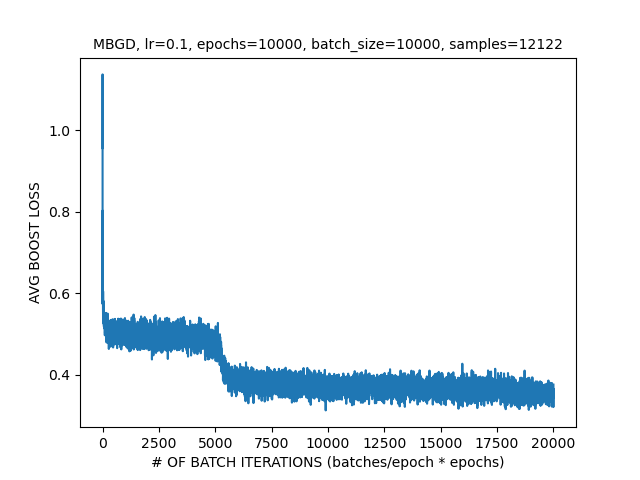 MBGD, lr=0.1, epochs=10000, batch_size=10000, samples=12122
AVG BOOST LOSS
1.0
0.8
0.6
0.4
0 2500 5000 7500 10000 12500 15000 17500 20000
# OF BATCH ITERATIONS (batches/epoch * epochs)